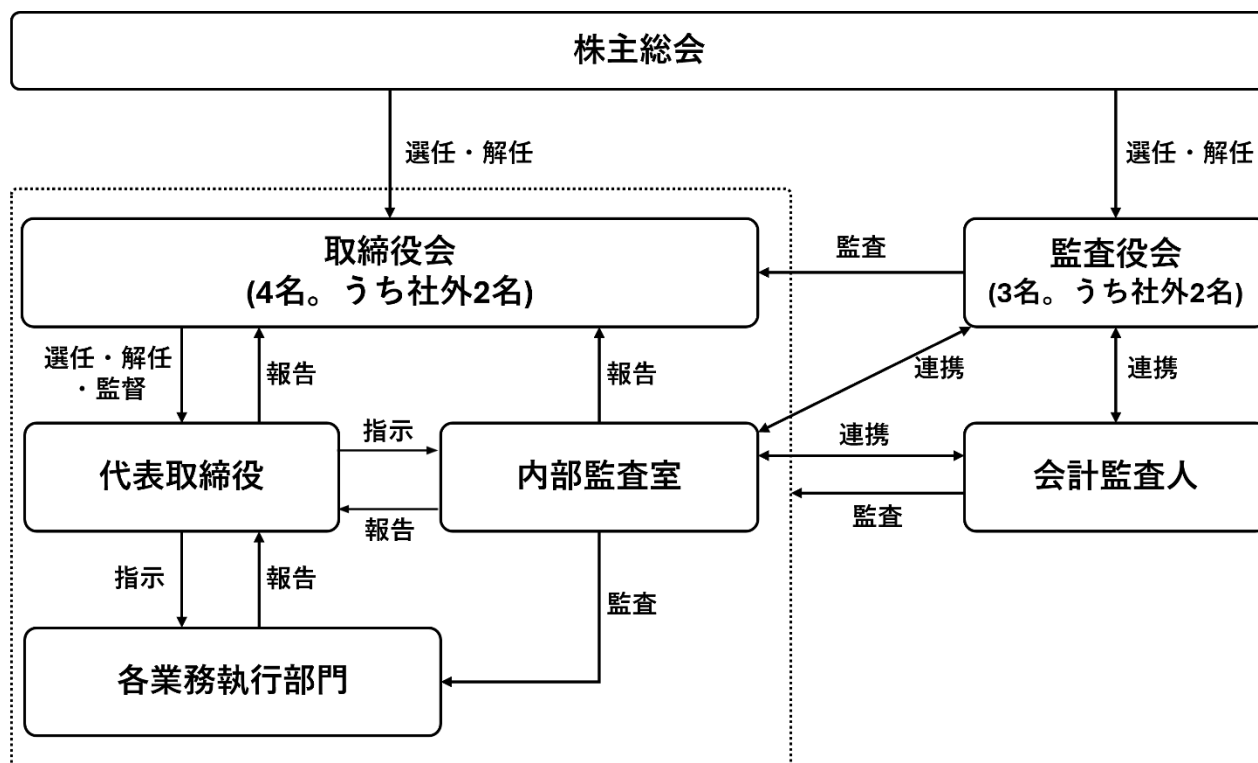 株主総会
選任・解任
選任・解任
取締役会
(4名。うち社外2名)
監査
監査役会
(3名。うち社外2名)
選任・解任
・監督
報告
報告
連携
連携
代表取締役
指示
報告
内部監査室
連携
監査
会計監査人
指示
報告
監査
各業務執行部門